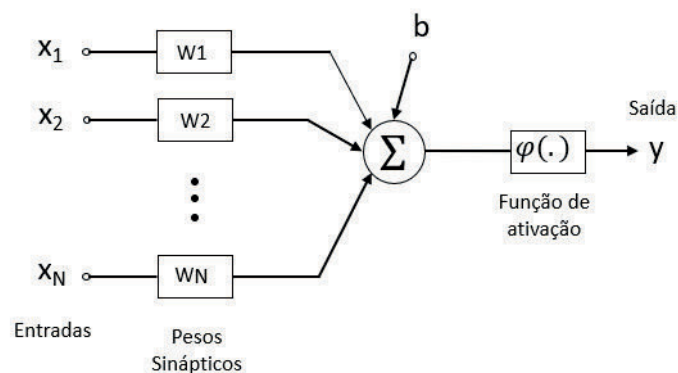 x1
W1
b
x2
W2
Σ
φ(.)
Saída
y
Função de
ativação
xN
WN
Entradas
Pesos
Sinápticos